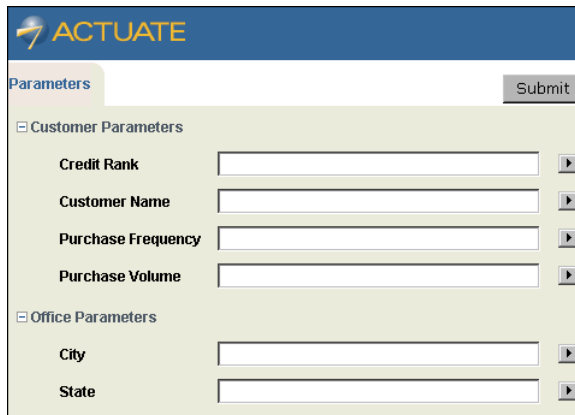 ACTUATE
Parameters
Submit
Customer Parameters
Credit Rank
Customer Name
Purchase Frequency
Purchase Volume
Office Parameters
City
State